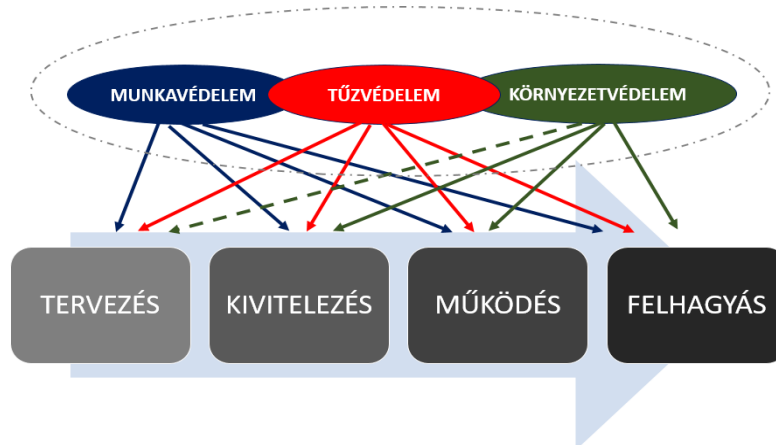 MUNKAVÉDELEM
TŰZVÉDELEM
KÖRNYEZETVÉDELEM
TERVEZÉS
KIVITELEZÉS
MŰKÖDÉS
FELHAGYÁS